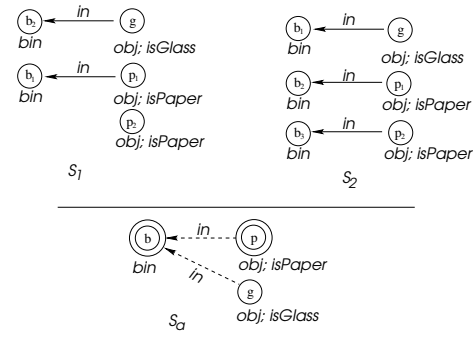 b₂ in g
bin obj; isGlass
b₁ in p₁
bin obj; isPaper
p₂
obj; isPaper
S₁
b₁ in g
bin obj; isGlass
b₂ in p₁
bin obj; isPaper
b₃ in p₂
bin obj; isPaper
S₂
b in p
bin obj; isPaper
in g
obj; isGlass
Sₐ